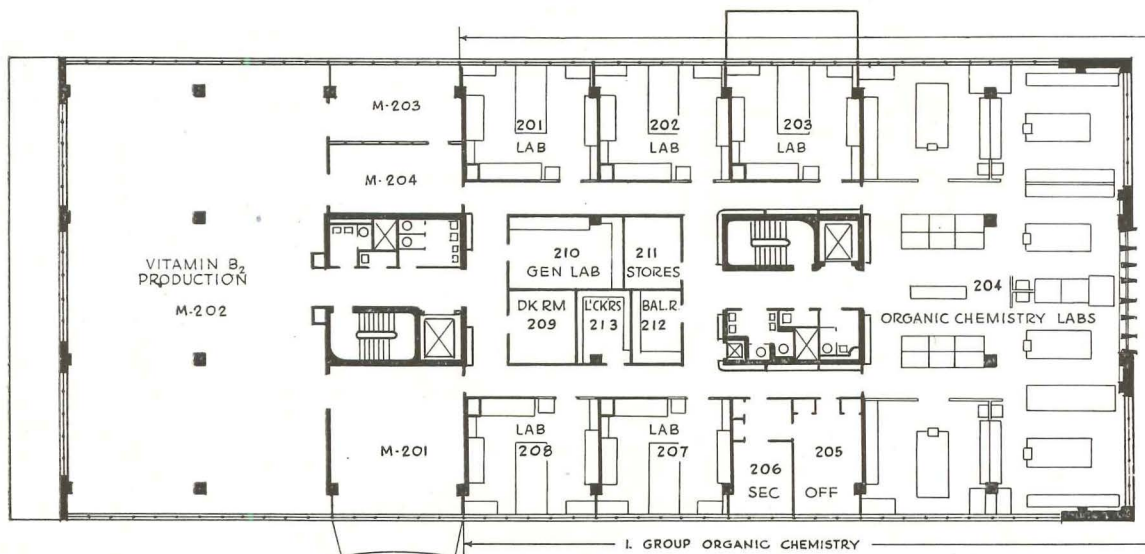 M-203
201
LAB
202
LAB
203
LAB
M-204
VITAMIN B2
PRODUCTION
M-202
210
GEN LAB
211
STORES
204
ORGANIC CHEMISTRY LABS
DK RM
209
L'CKRS
213
BAL.R.
212
M-201
LAB
208
LAB
207
206
SEC
205
OFF
I. GROUP ORGANIC CHEMISTRY